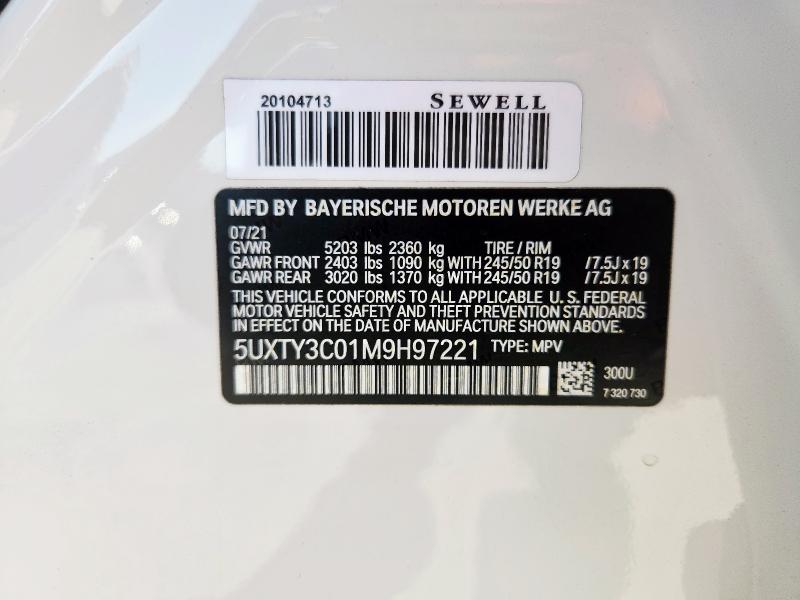 20104713 SEWELL
MFD BY BAYERISCHE MOTOREN WERKE AG
07/21
GVWR 5203 lbs 2360 kg TIRE / RIM
GAWR FRONT 2403 lbs 1090 kg WITH 245/50 R19 /7.5J x 19
GAWR REAR 3020 lbs 1370 kg WITH 245/50 R19 /7.5J x 19
THIS VEHICLE CONFORMS TO ALL APPLICABLE U. S. FEDERAL
MOTOR VEHICLE SAFETY AND THEFT PREVENTION STANDARDS
IN EFFECT ON THE DATE OF MANUFACTURE SHOWN ABOVE.
5UXTY3C01M9H97221 TYPE: MPV
300U
7 320 730